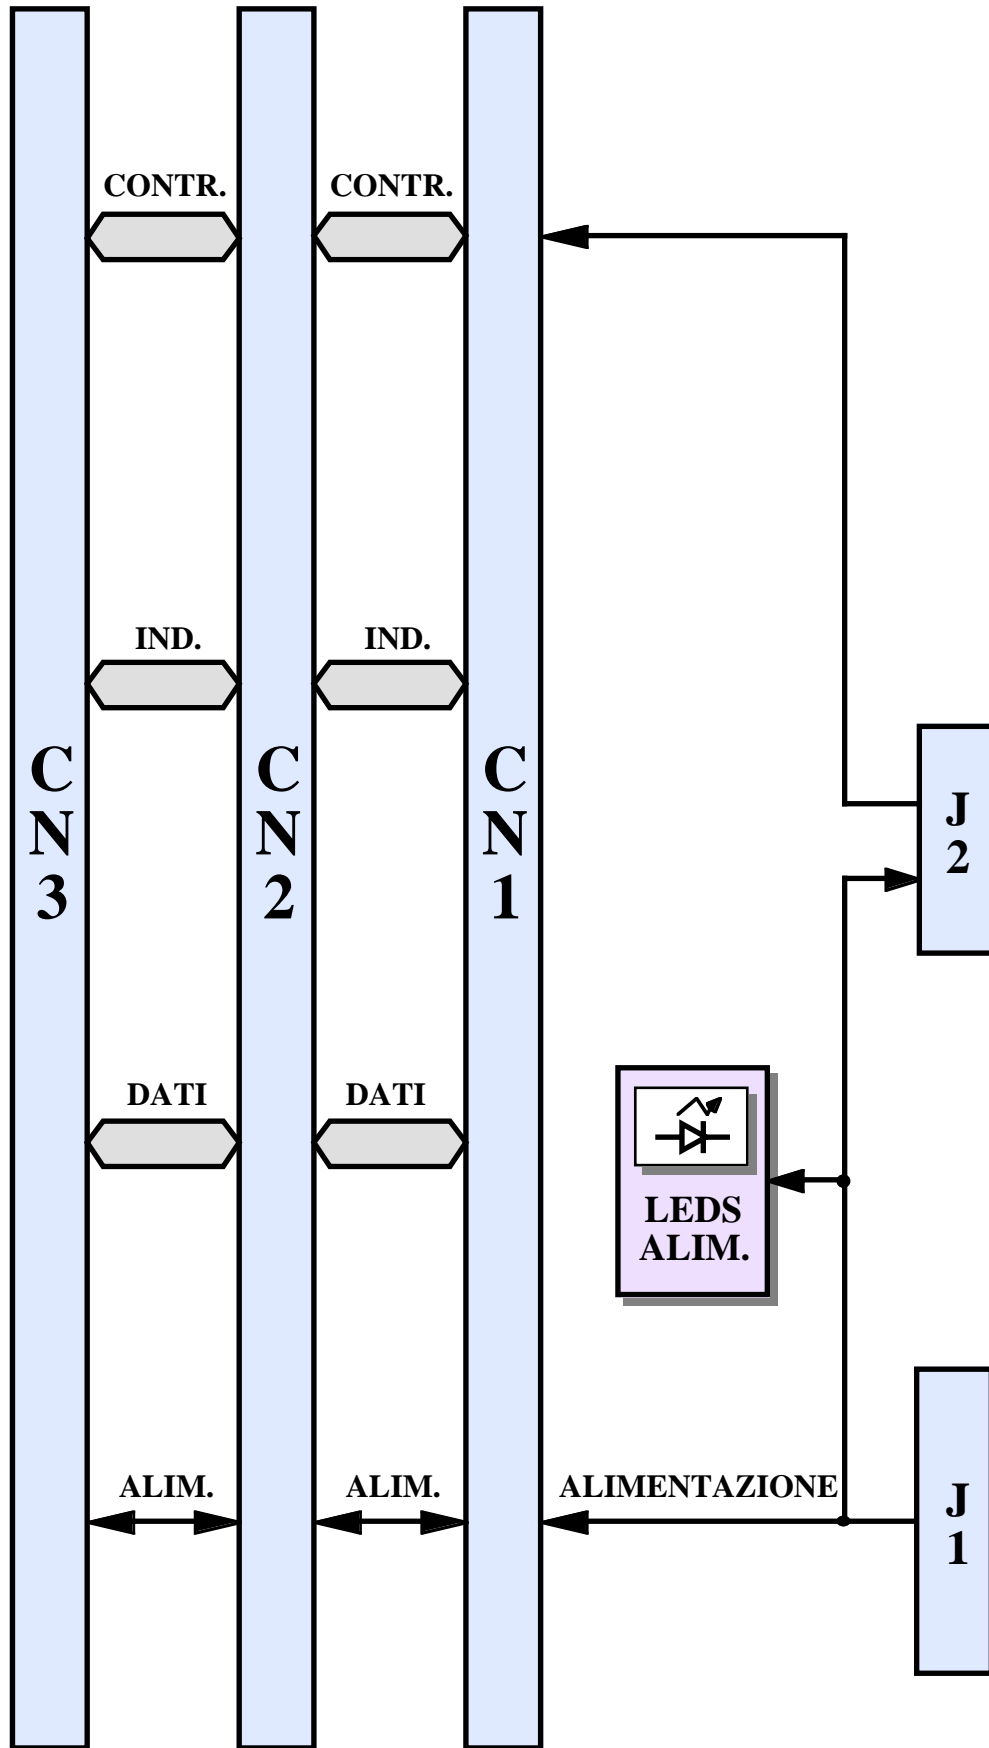 CONTR.
CONTR.
IND.
IND.
C
N
3
C
N
2
C
N
1
J
2
DATI
DATI
LEDS
ALIM.
ALIM.
ALIM.
ALIMENTAZIONE
J
1